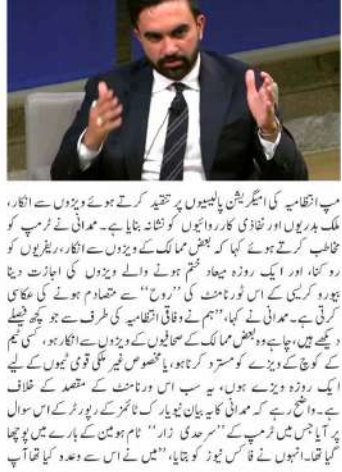 مپ انتظامیہ کی امیگریشن پالیسیوں پر تنقید کرتے ہوئے ویزوں سے انکار،
ملک بدریوں اور نفاذی کارروائیوں کو نشانہ بنایا ہے۔ ممدانی نے ٹرمپ کو
مخاطب کرتے ہوئے کہا کہ بعض ممالک کے ویزوں سے انکار، ریفریوں کو
روکنا، اور ایک روزہ میعاد ختم ہونے والے ویزوں کی اجازت دینا
بیوروکریسی کے اس ٹورنامنٹ کی ”روح“ سے متصادم ہونے کی عکاسی
کرتی ہے۔ ممدانی نے کہا، ”ہم نے وفاقی انتظامیہ کی طرف سے جو کچھ فیصلے
دیکھے ہیں، چاہے وہ بعض ممالک کے صحافیوں کے ویزوں سے انکار ہو، کسی ٹیم
کے کوچ کے ویزے کو مسترد کرنا ہو، یا مخصوص غیر ملکی قومی ٹیموں کے لیے
ایک روزہ ویزے ہوں، یہ سب اس ورنامنٹ کے مقصد کے خلاف
ہے۔ واضح رہے کہ ممدانی کا یہ بیان نیویارک ٹائمز کے رپورٹر کے اس سوال
پر آیا جس میں ٹرمپ کے ”سرحدی زار“ ٹام ہومین کے بارے میں پوچھا
گیا تھا۔ انہوں نے فاکس نیوز کو بتایا، ”میں نے اس سے وعدہ کیا تھا آپ